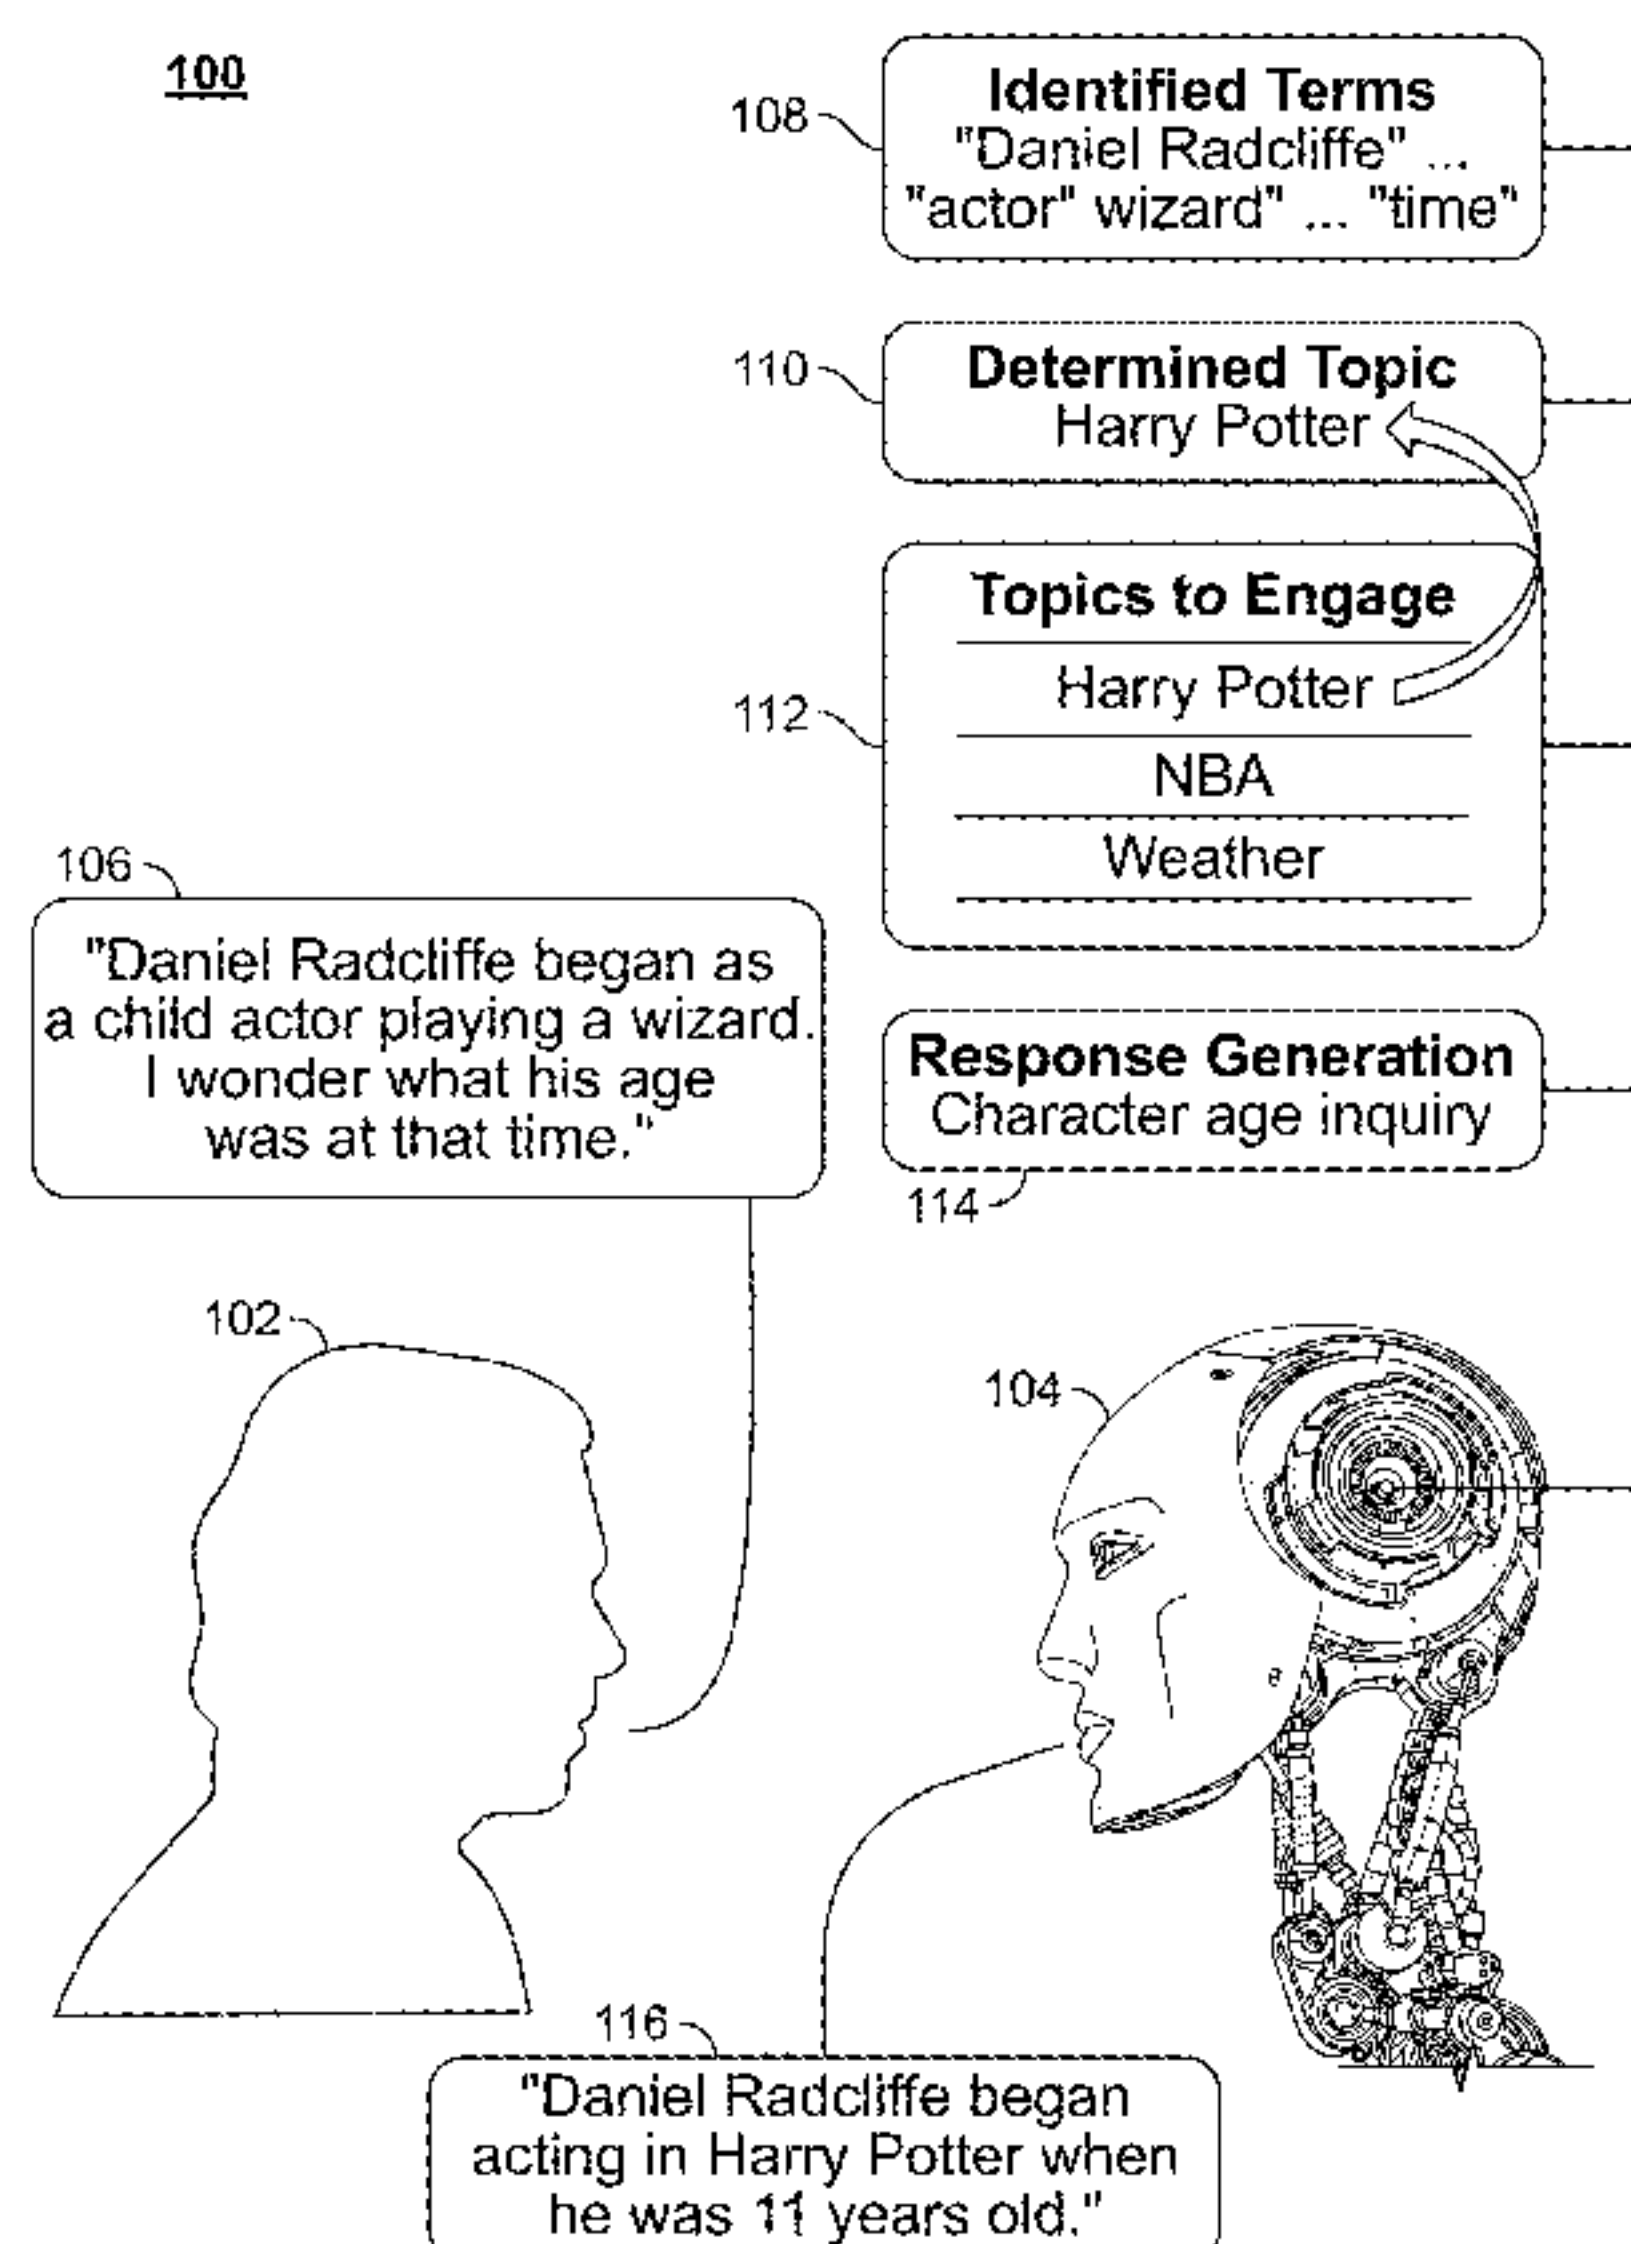 100
108
Identified Terms
"Daniel Radcliffe" ...
"actor" wizard" ... "time"
110
Determined Topic
Harry Potter
112
Topics to Engage
Harry Potter
NBA
Weather
106
"Daniel Radcliffe began as
a child actor playing a wizard.
I wonder what his age
was at that time."
Response Generation
Character age inquiry
114
102
104
116
"Daniel Radcliffe began
acting in Harry Potter when
he was 11 years old."